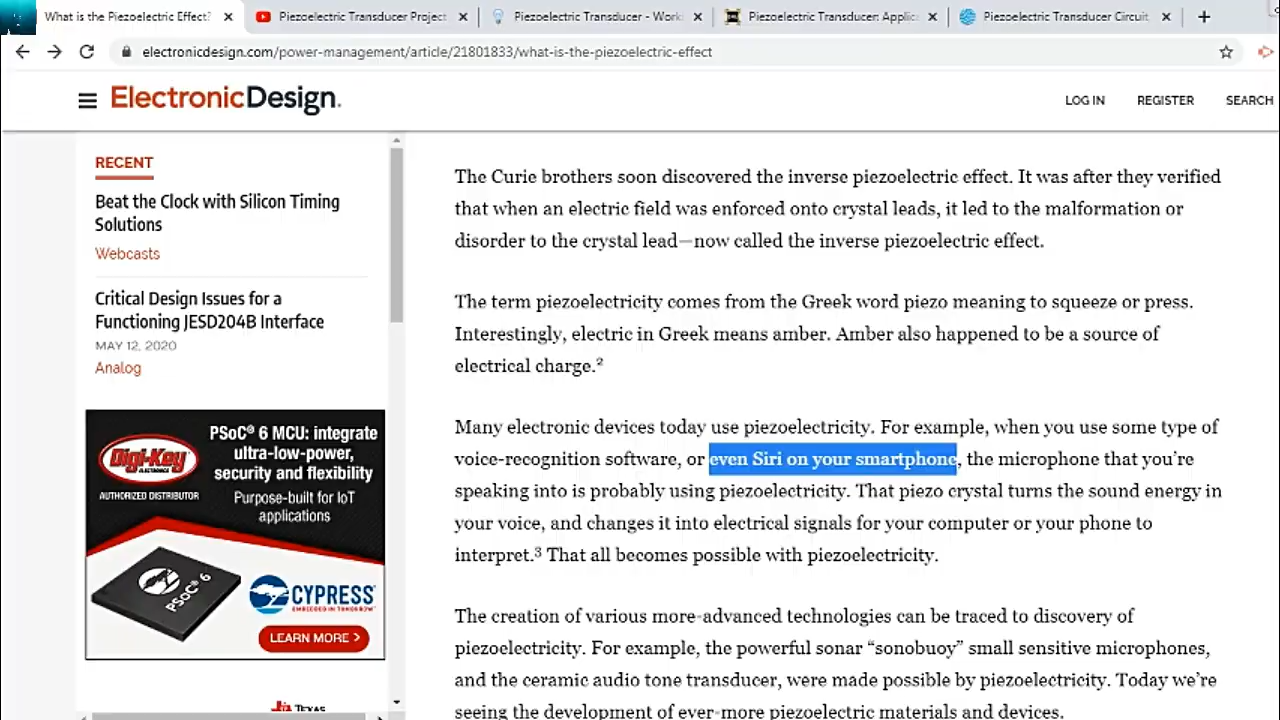 What is the Piezoelectric Effect?
Piezoelectric Transducer Project
Piezoelectric Transducer - Work
Piezoelectric Transducer: Applic
Piezoelectric Transducer Circuit
electronicdesign.com/power-management/article/21801833/what-is-the-piezoelectric-effect
ElectronicDesign.
LOG IN
REGISTER
SEARCH
RECENT
Beat the Clock with Silicon Timing
Solutions
Webcasts
Critical Design Issues for a
Functioning JESD204B Interface
MAY 12, 2020
Analog
Digi-Key
ELECTRONICS
AUTHORIZED DISTRIBUTOR
PSoC® 6 MCU: integrate
ultra-low-power,
security and flexibility
Purpose-built for IoT
applications
PSoC® 6
CYPRESS
EMBEDDED IN TOMORROW
LEARN MORE >
TEXAS
The Curie brothers soon discovered the inverse piezoelectric effect. It was after they verified
that when an electric field was enforced onto crystal leads, it led to the malformation or
disorder to the crystal lead—now called the inverse piezoelectric effect.
The term piezoelectricity comes from the Greek word piezo meaning to squeeze or press.
Interestingly, electric in Greek means amber. Amber also happened to be a source of
electrical charge.²
Many electronic devices today use piezoelectricity. For example, when you use some type of
voice-recognition software, or even Siri on your smartphone, the microphone that you're
speaking into is probably using piezoelectricity. That piezo crystal turns the sound energy in
your voice, and changes it into electrical signals for your computer or your phone to
interpret.³ That all becomes possible with piezoelectricity.
The creation of various more-advanced technologies can be traced to discovery of
piezoelectricity. For example, the powerful sonar “sonobuoy” small sensitive microphones,
and the ceramic audio tone transducer, were made possible by piezoelectricity. Today we're
seeing the development of ever-more piezoelectric materials and devices.